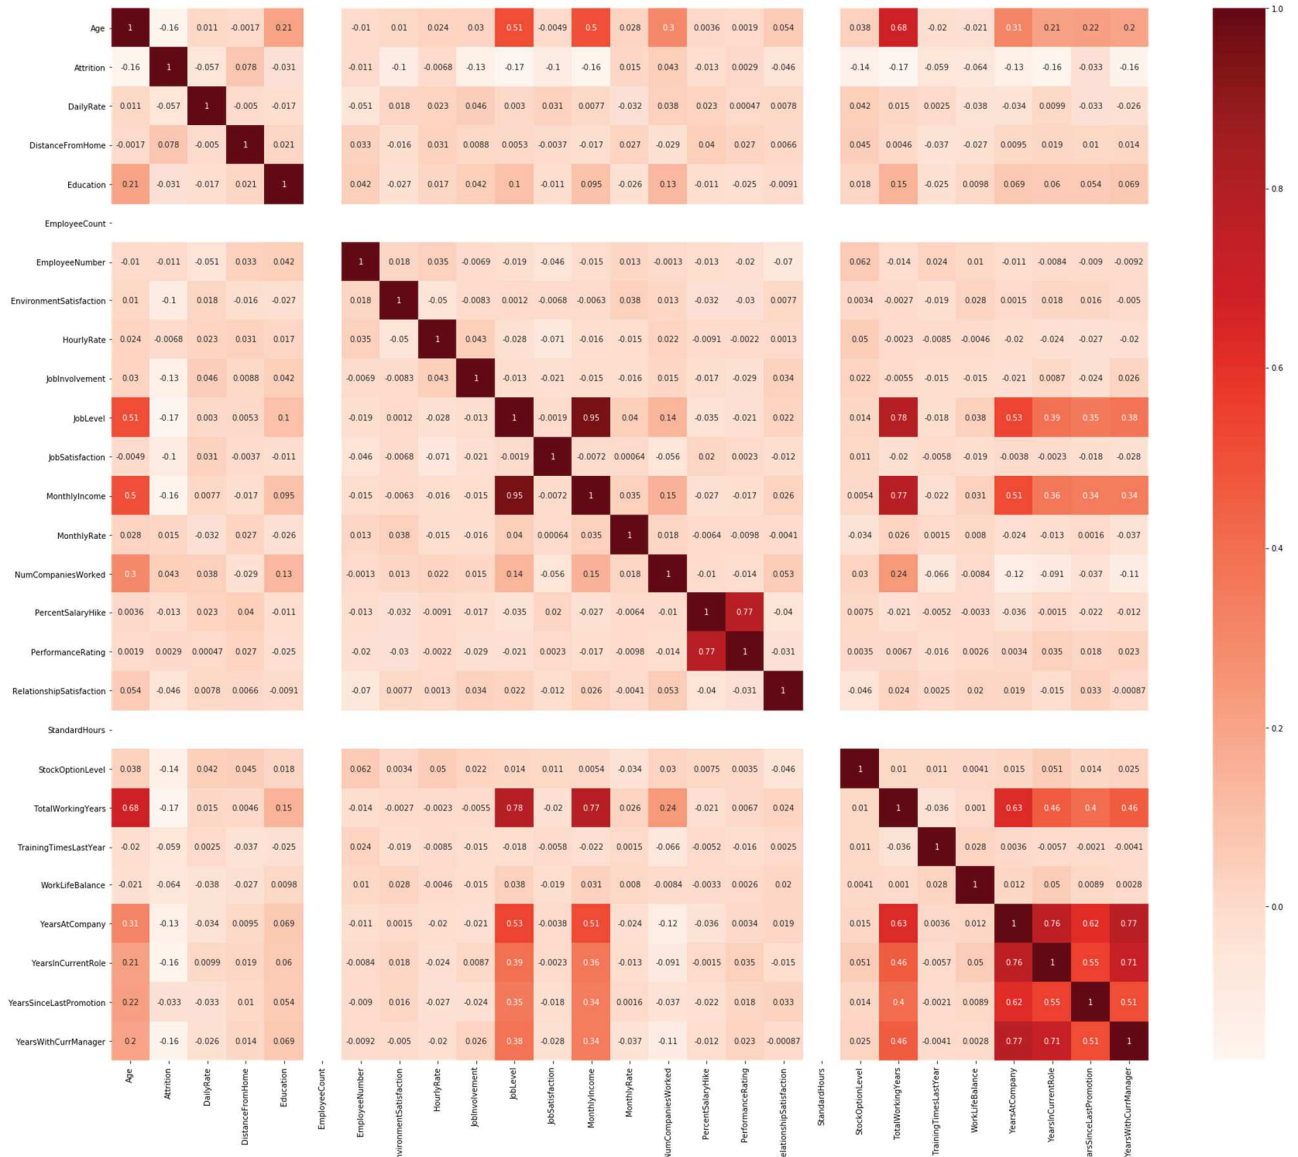 Age 1 -0.16 0.011 -0.0017 0.21 -0.01 0.01 0.024 0.03 0.51 -0.0049 0.5 0.028 0.3 0.0036 0.0019 0.054 0.038 0.68 -0.02 -0.021 0.31 0.21 0.22 0.2
Attrition -0.16 1 -0.057 0.078 -0.031 -0.011 -0.1 -0.0068 -0.13 -0.17 -0.1 -0.16 0.015 0.043 -0.013 0.0029 -0.046 -0.14 -0.17 -0.059 -0.064 -0.13 -0.16 -0.033 -0.16
DailyRate 0.011 -0.057 1 -0.005 -0.017 -0.051 0.018 0.023 0.046 0.003 0.031 0.0077 -0.032 0.038 0.023 0.00047 0.0078 0.042 0.015 0.0025 -0.038 -0.034 0.0099 -0.033 -0.026
DistanceFromHome -0.0017 0.078 -0.005 1 0.021 0.033 -0.016 0.031 0.0088 0.0053 -0.0037 -0.017 0.027 -0.029 0.04 0.027 0.0066 0.045 0.0046 -0.037 -0.027 0.0095 0.019 0.01 0.014
Education 0.21 -0.031 -0.017 0.021 1 0.042 -0.027 0.017 0.042 0.1 -0.011 0.095 -0.026 0.13 -0.011 -0.025 -0.0091 0.018 0.15 -0.025 0.0098 0.069 0.06 0.054 0.069
EmployeeCount
EmployeeNumber -0.01 -0.011 -0.051 0.033 0.042 1 0.018 0.035 -0.0069 -0.019 -0.046 -0.015 0.013 -0.0013 -0.013 -0.02 -0.07 0.062 -0.014 0.024 0.01 -0.011 -0.0084 -0.009 -0.0092
EnvironmentSatisfaction 0.01 -0.1 0.018 -0.016 -0.027 0.018 1 -0.05 -0.0083 0.0012 -0.0068 -0.0063 0.038 0.013 -0.032 -0.03 0.0077 0.0034 -0.0027 -0.019 0.028 0.0015 0.018 0.016 -0.005
HourlyRate 0.024 -0.0068 0.023 0.031 0.017 0.035 -0.05 1 0.043 -0.028 -0.071 -0.016 -0.015 0.022 -0.0091 -0.0022 0.0013 0.05 -0.0023 -0.0085 -0.0046 -0.02 -0.024 -0.027 -0.02
JobInvolvement 0.03 -0.13 0.046 0.0088 0.042 -0.0069 -0.0083 0.043 1 -0.013 -0.021 -0.015 -0.016 0.015 -0.017 -0.029 0.034 0.022 -0.0055 -0.015 -0.015 -0.021 0.0087 -0.024 0.026
JobLevel 0.51 -0.17 0.003 0.0053 0.1 -0.019 0.0012 -0.028 -0.013 1 -0.0019 0.95 0.04 0.14 -0.035 -0.021 0.022 0.014 0.78 -0.018 0.038 0.53 0.39 0.35 0.38
JobSatisfaction -0.0049 -0.1 0.031 -0.0037 -0.011 -0.046 -0.0068 -0.071 -0.021 -0.0019 1 -0.0072 0.00064 -0.056 0.02 0.0023 -0.012 0.011 -0.02 -0.0058 -0.019 -0.0038 -0.0023 -0.018 -0.028
MonthlyIncome 0.5 -0.16 0.0077 -0.017 0.095 -0.015 -0.0063 -0.016 -0.015 0.95 -0.0072 1 0.035 0.15 -0.027 -0.017 0.026 0.0054 0.77 -0.022 0.031 0.51 0.36 0.34 0.34
MonthlyRate 0.028 0.015 -0.032 0.027 -0.026 0.013 0.038 -0.015 -0.016 0.04 0.00064 0.035 1 0.018 -0.0064 -0.0098 -0.0041 -0.034 0.026 0.0015 0.008 -0.024 -0.013 0.0016 -0.037
NumCompaniesWorked 0.3 0.043 0.038 -0.029 0.13 -0.0013 0.013 0.022 0.015 0.14 -0.056 0.15 0.018 1 -0.01 -0.014 0.053 0.03 0.24 -0.066 -0.0084 -0.12 -0.091 -0.037 -0.11
PercentSalaryHike 0.0036 -0.013 0.023 0.04 -0.011 -0.013 -0.032 -0.0091 -0.017 -0.035 0.02 -0.027 -0.0064 -0.01 1 0.77 -0.04 0.0075 -0.021 -0.0052 -0.0033 -0.036 -0.0015 -0.022 -0.012
PerformanceRating 0.0019 0.0029 0.00047 0.027 -0.025 -0.02 -0.03 -0.0022 -0.029 -0.021 0.0023 -0.017 -0.0098 -0.014 0.77 1 -0.031 0.0035 0.0067 -0.016 0.0026 0.0034 0.035 0.018 0.023
RelationshipSatisfaction 0.054 -0.046 0.0078 0.0066 -0.0091 -0.07 0.0077 0.0013 0.034 0.022 -0.012 0.026 -0.0041 0.053 -0.04 -0.031 1 -0.046 0.024 0.0025 0.02 0.019 -0.015 0.033 -0.00087
StandardHours
StockOptionLevel 0.038 -0.14 0.042 0.045 0.018 0.062 0.0034 0.05 0.022 0.014 0.011 0.0054 -0.034 0.03 0.0075 0.0035 -0.046 1 0.01 0.011 0.0041 0.015 0.051 0.014 0.025
TotalWorkingYears 0.68 -0.17 0.015 0.0046 0.15 -0.014 -0.0027 -0.0023 -0.0055 0.78 -0.02 0.77 0.026 0.24 -0.021 0.0067 0.024 0.01 1 -0.036 0.001 0.63 0.46 0.4 0.46
TrainingTimesLastYear -0.02 -0.059 0.0025 -0.037 -0.025 0.024 -0.019 -0.0085 -0.015 -0.018 -0.0058 -0.022 0.0015 -0.066 -0.0052 -0.016 0.0025 0.011 -0.036 1 0.028 0.0036 -0.0057 -0.0021 -0.0041
WorkLifeBalance -0.021 -0.064 -0.038 -0.027 0.0098 0.01 0.028 -0.0046 -0.015 0.038 -0.019 0.031 0.008 -0.0084 -0.0033 0.0026 0.02 0.0041 0.001 0.028 1 0.012 0.05 0.0089 0.0028
YearsAtCompany 0.31 -0.13 -0.034 0.0095 0.069 -0.011 0.0015 -0.02 -0.021 0.53 -0.0038 0.51 -0.024 -0.12 -0.036 0.0034 0.019 0.015 0.63 0.0036 0.012 1 0.76 0.62 0.77
YearsInCurrentRole 0.21 -0.16 0.0099 0.019 0.06 -0.0084 0.018 -0.024 0.0087 0.39 -0.0023 0.36 -0.013 -0.091 -0.0015 0.035 -0.015 0.051 0.46 -0.0057 0.05 0.76 1 0.55 0.71
YearsSinceLastPromotion 0.22 -0.033 -0.033 0.01 0.054 -0.009 0.016 -0.027 -0.024 0.35 -0.018 0.34 0.0016 -0.037 -0.022 0.018 0.033 0.014 0.4 -0.0021 0.0089 0.62 0.55 1 0.51
YearsWithCurrManager 0.2 -0.16 -0.026 0.014 0.069 -0.0092 -0.005 -0.02 0.026 0.38 -0.028 0.34 -0.037 -0.11 -0.012 0.023 -0.00087 0.025 0.46 -0.0041 0.0028 0.77 0.71 0.51 1
Age
Attrition
DailyRate
DistanceFromHome
Education
EmployeeCount
EmployeeNumber
nvironmentSatisfaction
HourlyRate
JobInvolvement
JobLevel
JobSatisfaction
MonthlyIncome
MonthlyRate
NumCompaniesWorked
PercentSalaryHike
PerformanceRating
elationshipSatisfaction
StandardHours
StockOptionLevel
TotalWorkingYears
TrainingTimesLastYear
WorkLifeBalance
YearsAtCompany
YearsInCurrentRole
arsSinceLastPromotion
YearsWithCurrManager
1.0
0.8
0.6
0.4
0.2
0.0